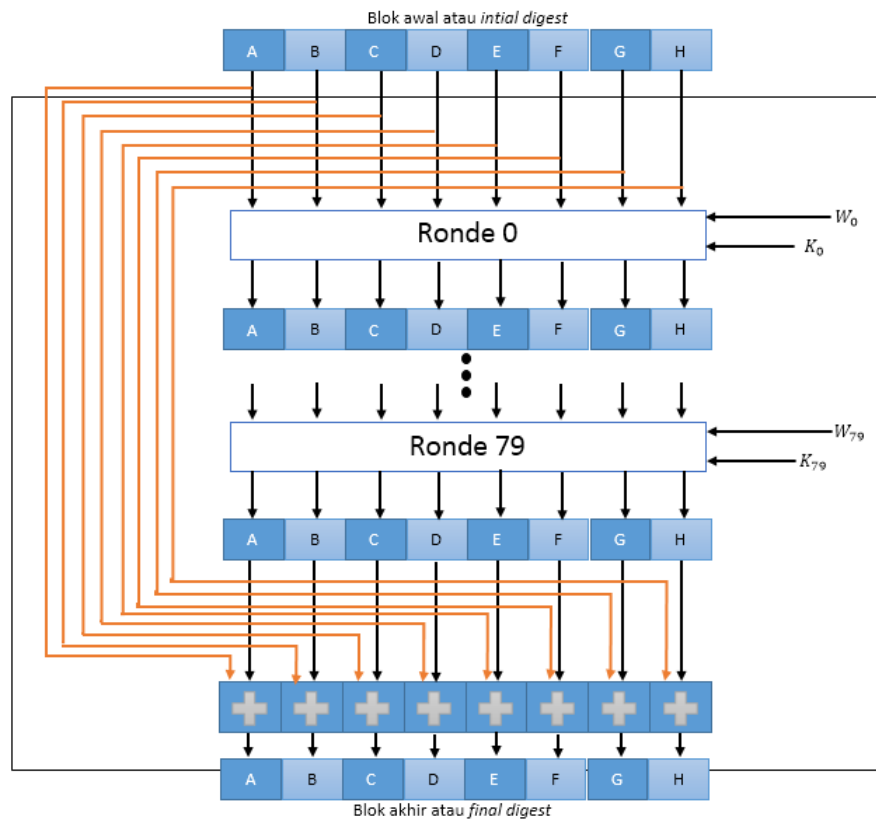 Blok awal atau intial digest
A B C D E F G H
Ronde 0
W₀
K₀
A B C D E F G H
Ronde 79
W₇₉
K₇₉
A B C D E F G H
A B C D E F G H
Blok akhir atau final digest